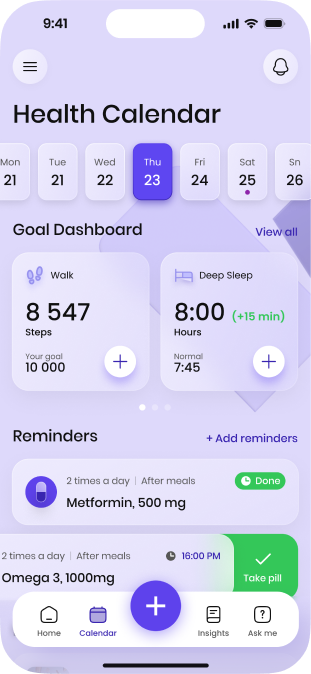 9:41
Health Calendar
Mon Tue Wed Thu Fri Sat Sn
21 21 22 23 24 25 26
Goal Dashboard View all
Walk
8 547
Steps
Your goal
10 000
Deep Sleep
8:00 (+15 min)
Hours
Normal
7:45
Reminders + Add reminders
2 times a day | After meals Done
Metformin, 500 mg
2 times a day | After meals 16:00 PM
Omega 3, 1000mg Take pill
Home Calendar Insights Ask me